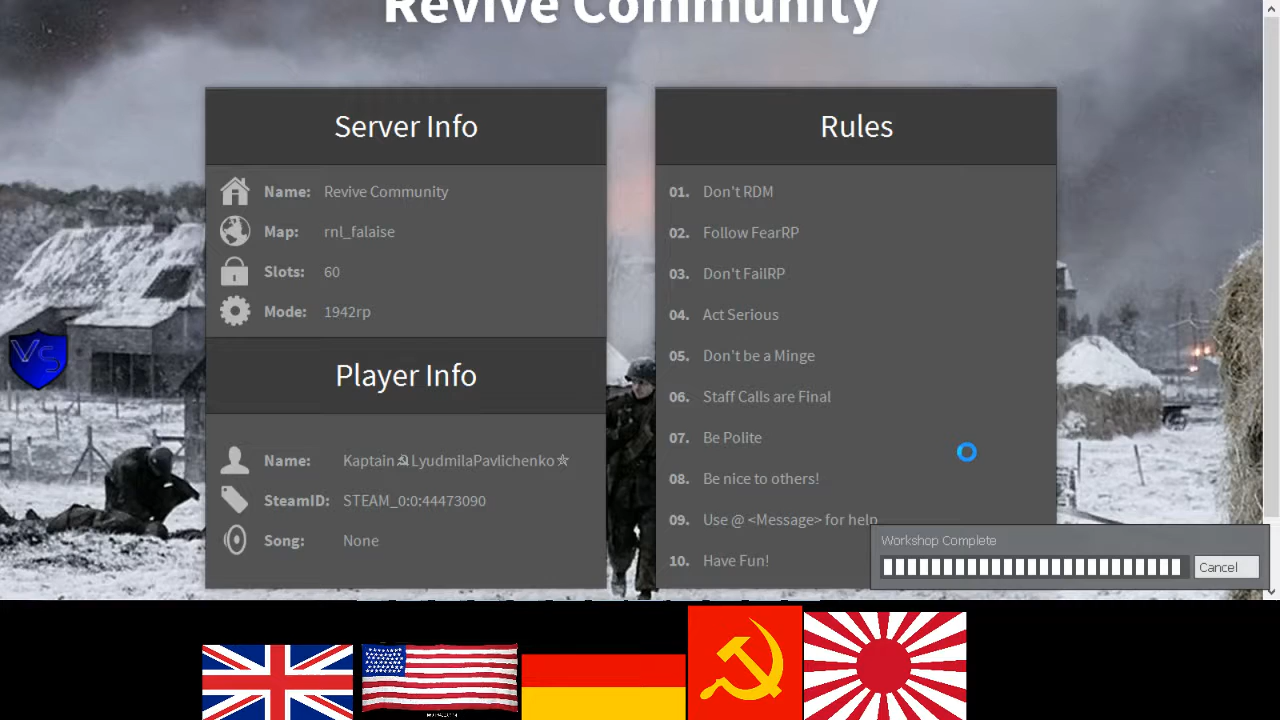 Revive Community
Server Info
Name: Revive Community
Map: rnl_falaise
Slots: 60
Mode: 1942rp
Player Info
Name: Kaptain☭LyudmilaPavlichenko✯
SteamID: STEAM_0:0:44473090
Song: None
Rules
01. Don't RDM
02. Follow FearRP
03. Don't FailRP
04. Act Serious
05. Don't be a Minge
06. Staff Calls are Final
07. Be Polite
08. Be nice to others!
09. Use @ <Message> for help
10. Have Fun!
Workshop Complete
Cancel
VS